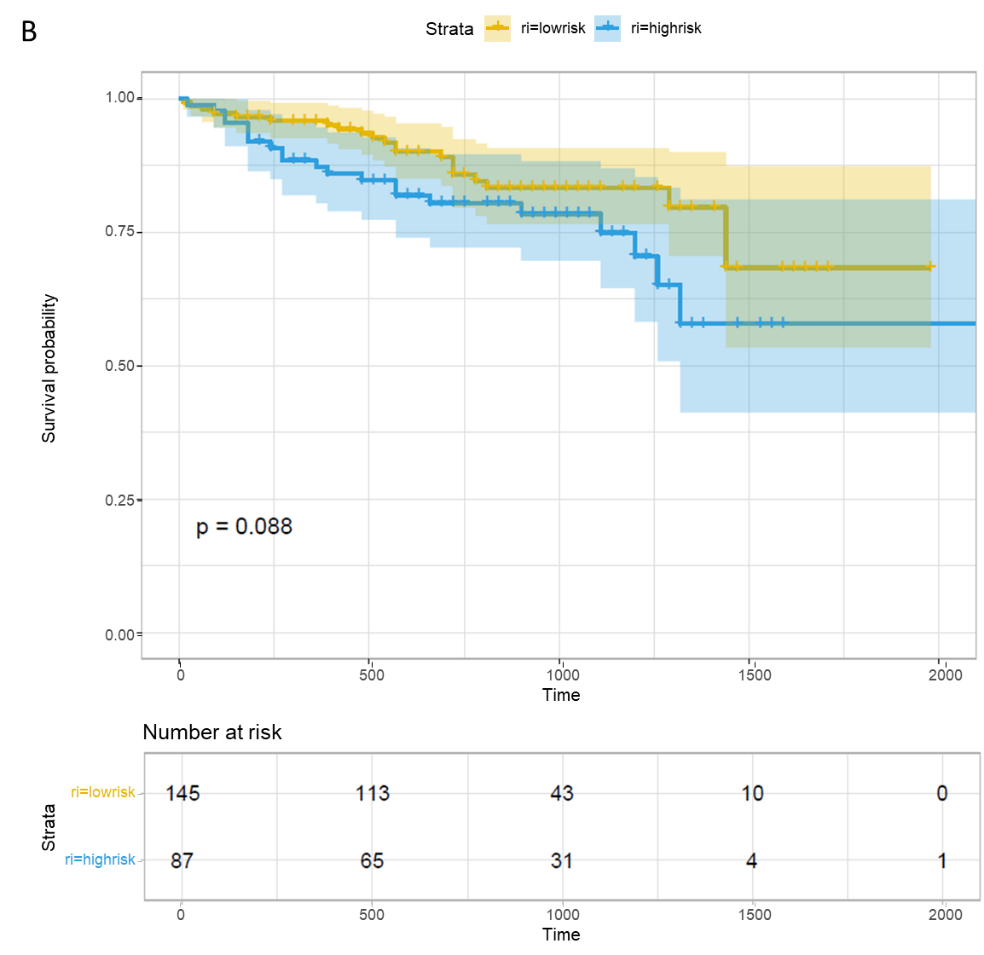 B
Strata ri=lowrisk ri=highrisk
Survival probability
1.00
0.75
0.50
0.25
0.00
p = 0.088
0 500 1000 1500 2000
Time
Number at risk
Strata
ri=lowrisk 145 113 43 10 0
ri=highrisk 87 65 31 4 1
0 500 1000 1500 2000
Time